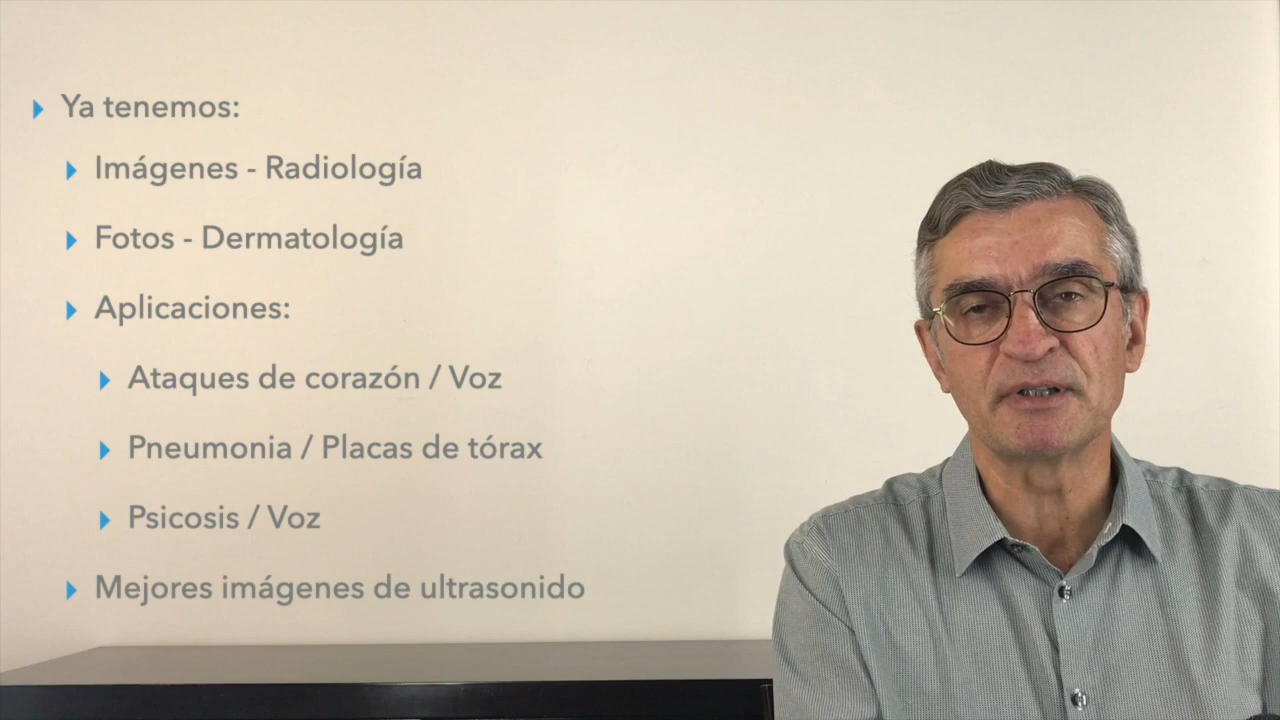 Ya tenemos:
Imágenes - Radiología
Fotos - Dermatología
Aplicaciones:
Ataques de corazón / Voz
Pneumonia / Placas de tórax
Psicosis / Voz
Mejores imágenes de ultrasonido